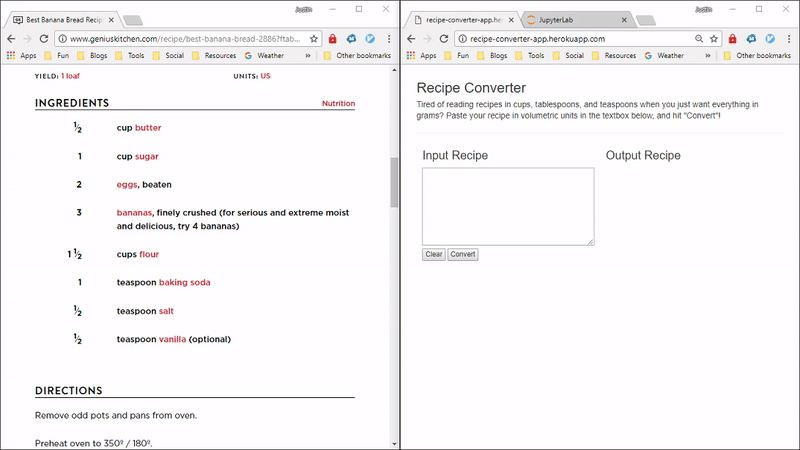 Justin
Best Banana Bread Recip
www.geniuskitchen.com/recipe/best-banana-bread-2886?ftab...
Apps Fun Blogs Tools Social Resources Weather » Other bookmarks
YIELD: 1 loaf UNITS: US
INGREDIENTS Nutrition
1/2 cup butter
1 cup sugar
2 eggs, beaten
3 bananas, finely crushed (for serious and extreme moist
and delicious, try 4 bananas)
1 1/2 cups flour
1 teaspoon baking soda
1/2 teaspoon salt
1/2 teaspoon vanilla (optional)
DIRECTIONS
Remove odd pots and pans from oven.
Preheat oven to 350º / 180º.
Justin
recipe-converter-app.her JupyterLab
recipe-converter-app.herokuapp.com
Apps Fun Blogs Tools Social Resources Google Weather » Other bookmarks
Recipe Converter
Tired of reading recipes in cups, tablespoons, and teaspoons when you just want everything in
grams? Paste your recipe in volumetric units in the textbox below, and hit "Convert"!
Input Recipe Output Recipe
Clear Convert